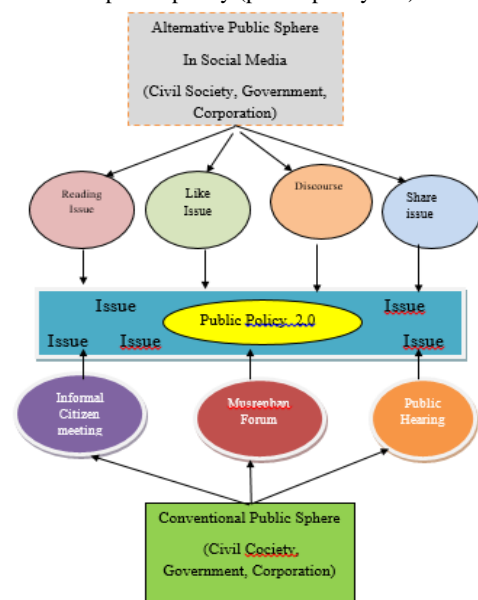 Alternative Public Sphere
In Social Media
(Civil Society, Government,
Corporation)
Reading
Issue
Like
Issue
Discourse
Share
issue
Issue
Issue
Public Policy 2.0
Issue
Issue
Issue
Informal
Citizen
meeting
Musrenban
Forum
Public
Hearing
Conventional Public Sphere
(Civil Cociety,
Government, Corporation)